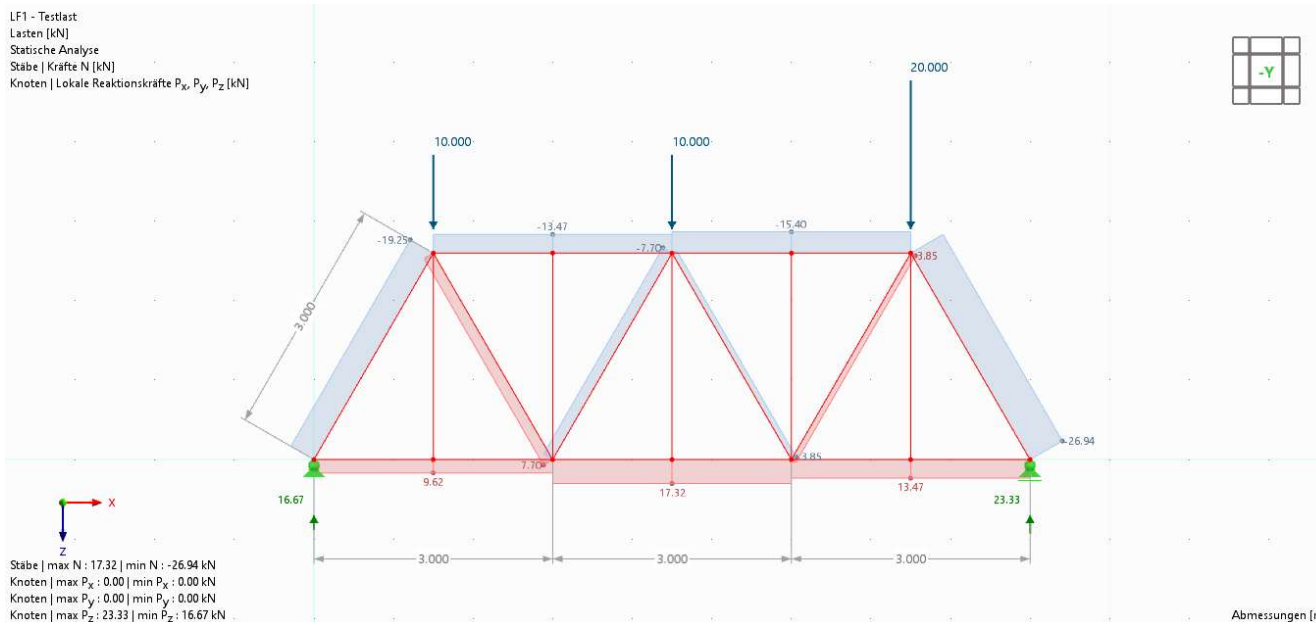 LF1 - Testlast
Lasten [kN]
Statische Analyse
Stäbe | Kräfte N [kN]
Knoten | Lokale Reaktionskräfte Px, Py, Pz [kN]
-Y
20.000
10.000
10.000
-13.47
-15.40
-19.25
-7.70
3.85
3.000
-26.94
7.70
-3.85
9.62
17.32
13.47
16.67
23.33
X
Z
3.000
3.000
3.000
Stäbe | max N : 17.32 | min N : -26.94 kN
Knoten | max Px : 0.00 | min Px : 0.00 kN
Knoten | max Py : 0.00 | min Py : 0.00 kN
Knoten | max Pz : 23.33 | min Pz : 16.67 kN
Abmessungen [